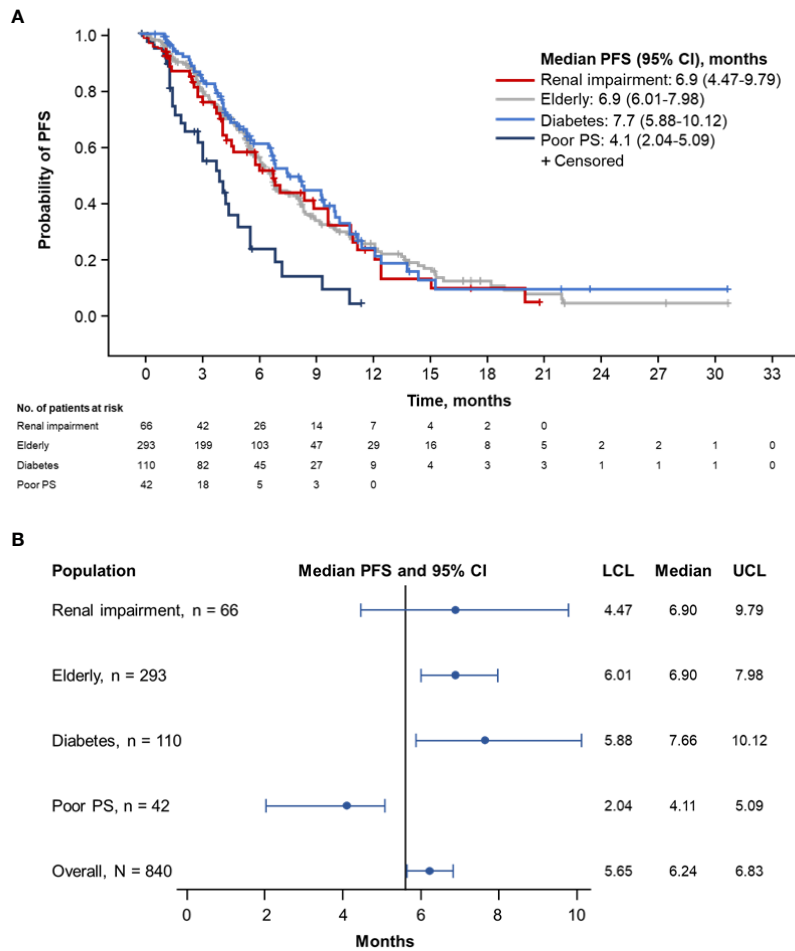 A
Probability of PFS
1.0
0.8
0.6
0.4
0.2
0.0
Median PFS (95% CI), months
Renal impairment: 6.9 (4.47-9.79)
Elderly: 6.9 (6.01-7.98)
Diabetes: 7.7 (5.88-10.12)
Poor PS: 4.1 (2.04-5.09)
+ Censored
0 3 6 9 12 15 18 21 24 27 30 33
Time, months
No. of patients at risk
Renal impairment 66 42 26 14 7 4 2 0
Elderly 293 199 103 47 29 16 8 5 2 2 1 0
Diabetes 110 82 45 27 9 4 3 3 1 1 1 0
Poor PS 42 18 5 3 0
B
Population Median PFS and 95% CI LCL Median UCL
Renal impairment, n = 66 4.47 6.90 9.79
Elderly, n = 293 6.01 6.90 7.98
Diabetes, n = 110 5.88 7.66 10.12
Poor PS, n = 42 2.04 4.11 5.09
Overall, N = 840 5.65 6.24 6.83
0 2 4 6 8 10
Months